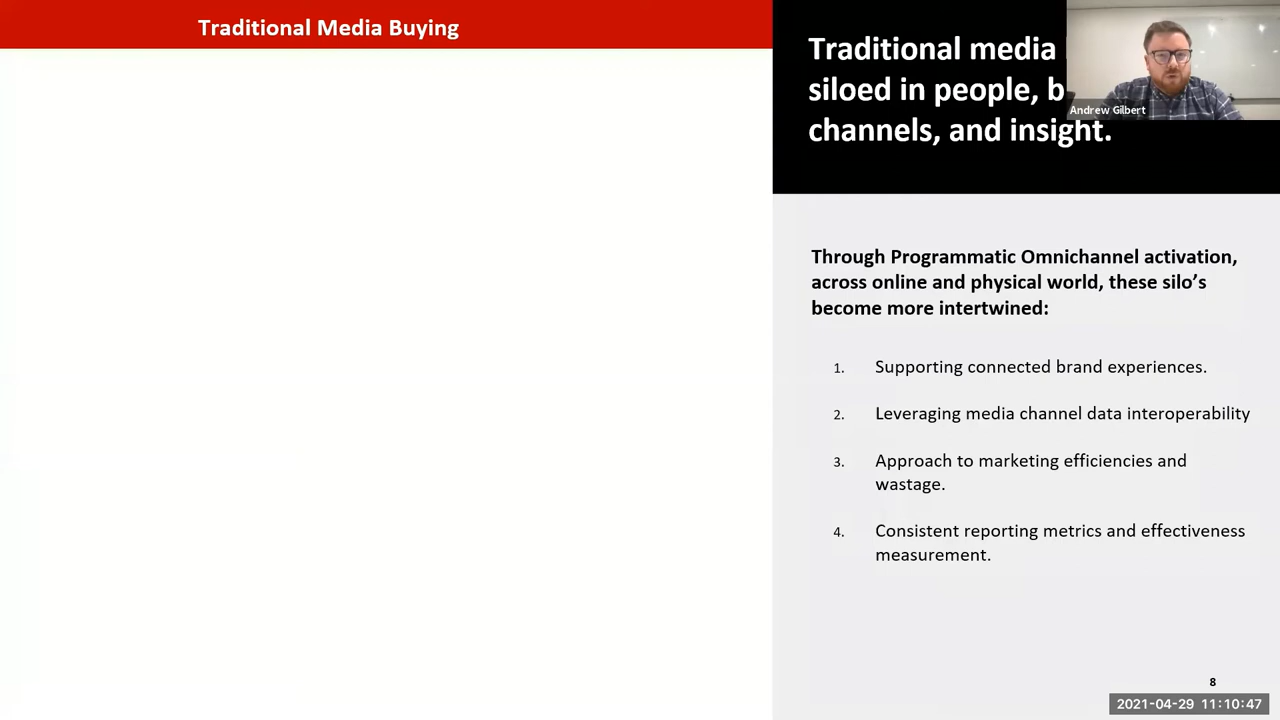 Traditional Media Buying
Traditional media
siloed in people, b
channels, and insight.
Andrew Gilbert
Through Programmatic Omnichannel activation,
across online and physical world, these silo’s
become more intertwined:
1. Supporting connected brand experiences.
2. Leveraging media channel data interoperability
3. Approach to marketing efficiencies and
wastage.
4. Consistent reporting metrics and effectiveness
measurement.
8
2021-04-29 11:10:47